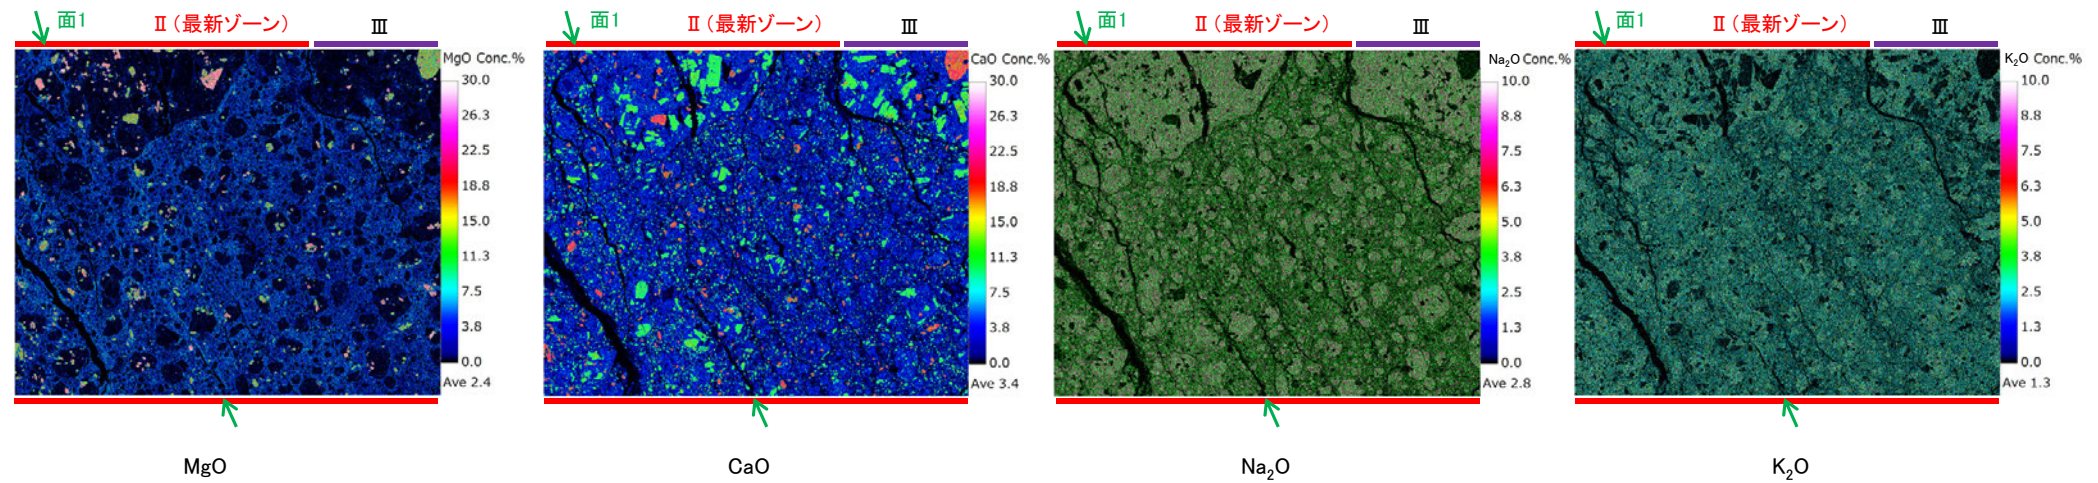 面1 Ⅱ（最新ゾーン） Ⅲ
MgO Conc.%
30.0
26.3
22.5
18.8
15.0
11.3
7.5
3.8
0.0
Ave 2.4
MgO
面1 Ⅱ（最新ゾーン） Ⅲ
CaO Conc.%
30.0
26.3
22.5
18.8
15.0
11.3
7.5
3.8
0.0
Ave 3.4
CaO
面1 Ⅱ（最新ゾーン） Ⅲ
Na₂O Conc.%
10.0
8.8
7.5
6.3
5.0
3.8
2.5
1.3
0.0
Ave 2.8
Na₂O
面1 Ⅱ（最新ゾーン） Ⅲ
K₂O Conc.%
10.0
8.8
7.5
6.3
5.0
3.8
2.5
1.3
0.0
Ave 1.3
K₂O